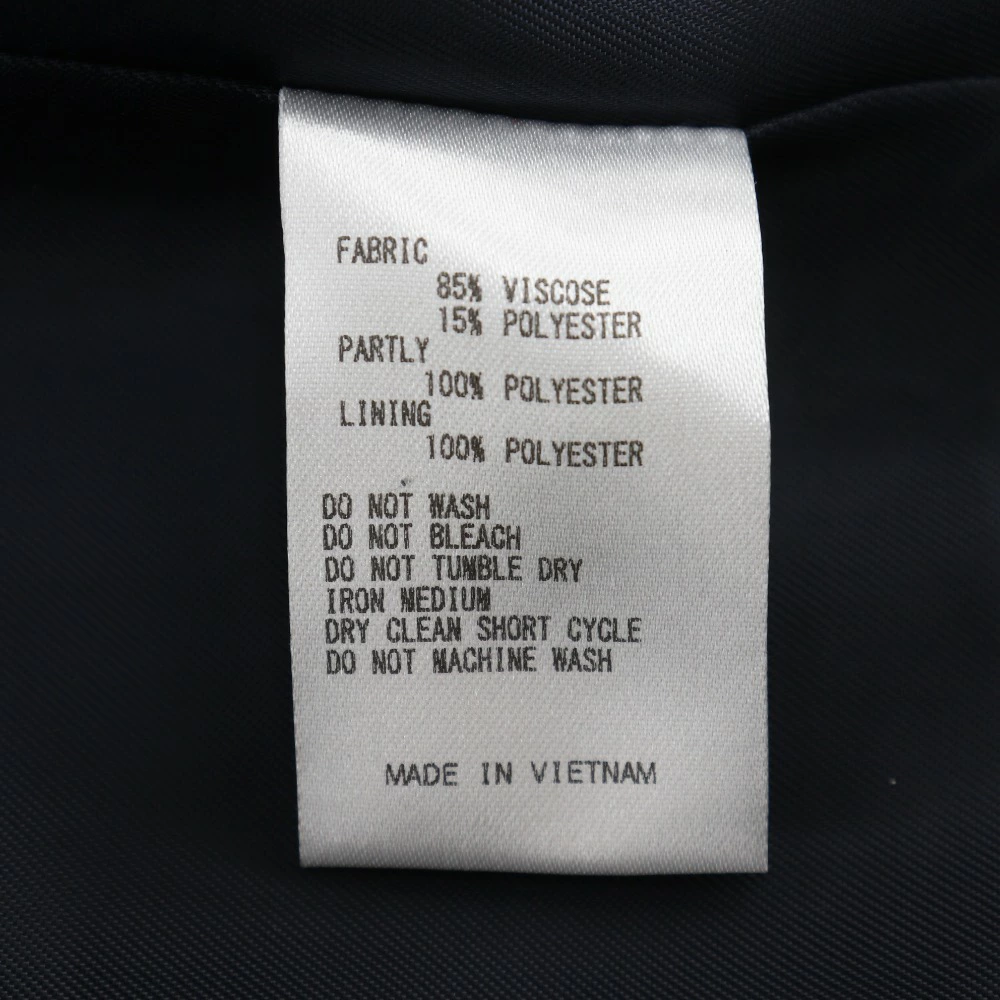 FABRIC
85% VISCOSE
15% POLYESTER
PARTLY
100% POLYESTER
LINING
100% POLYESTER
DO NOT WASH
DO NOT BLEACH
DO NOT TUMBLE DRY
IRON MEDIUM
DRY CLEAN SHORT CYCLE
DO NOT MACHINE WASH
MADE IN VIETNAM